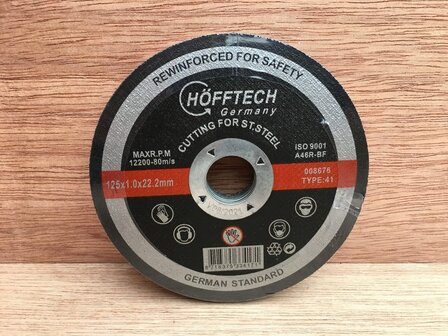 REWINFORCED FOR SAFETY
HÖFFTECH
Germany
CUTTING FOR ST.STEEL
MAXR.P.M
12200-80m/s
ISO 9001
A46R-BF
125x1.0x22.2mm
008676
TYPE:41
GERMAN STANDARD